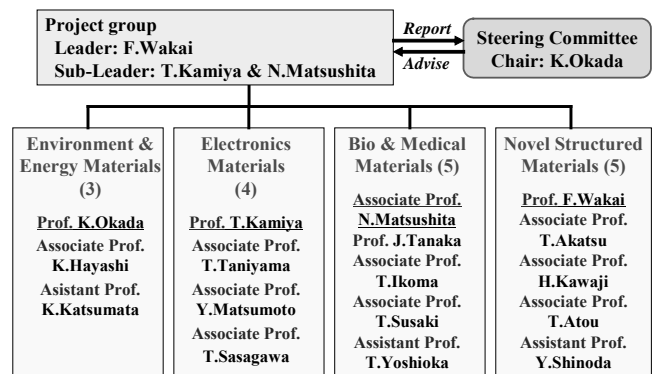 Project group
Leader: F.Wakai
Sub-Leader: T.Kamiya & N.Matsushita
Report
Advise
Steering Committee
Chair: K.Okada
Environment &
Energy Materials
(3)
Prof. K.Okada
Associate Prof.
K.Hayashi
Asistant Prof.
K.Katsumata
Electronics
Materials
(4)
Prof. T.Kamiya
Associate Prof.
T.Taniyama
Associate Prof.
Y.Matsumoto
Associate Prof.
T.Sasagawa
Bio & Medical
Materials (5)
Associate Prof.
N.Matsushita
Prof. J.Tanaka
Associate Prof.
T.Ikoma
Associate Prof.
T.Susaki
Assistant Prof.
T.Yoshioka
Novel Structured
Materials (5)
Prof. F.Wakai
Associate Prof.
T.Akatsu
Associate Prof.
H.Kawaji
Associate Prof.
T.Atou
Assistant Prof.
Y.Shinoda